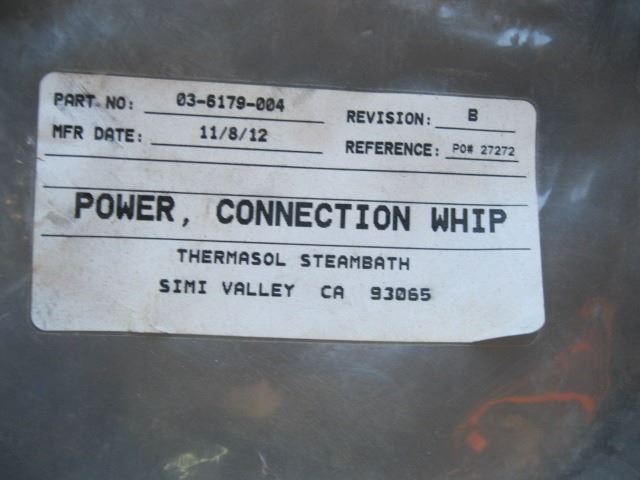 PART NO: 03-6179-004 REVISION: B
MFR DATE: 11/8/12 REFERENCE: PO# 27272
POWER, CONNECTION WHIP
THERMASOL STEAMBATH
SIMI VALLEY CA 93065